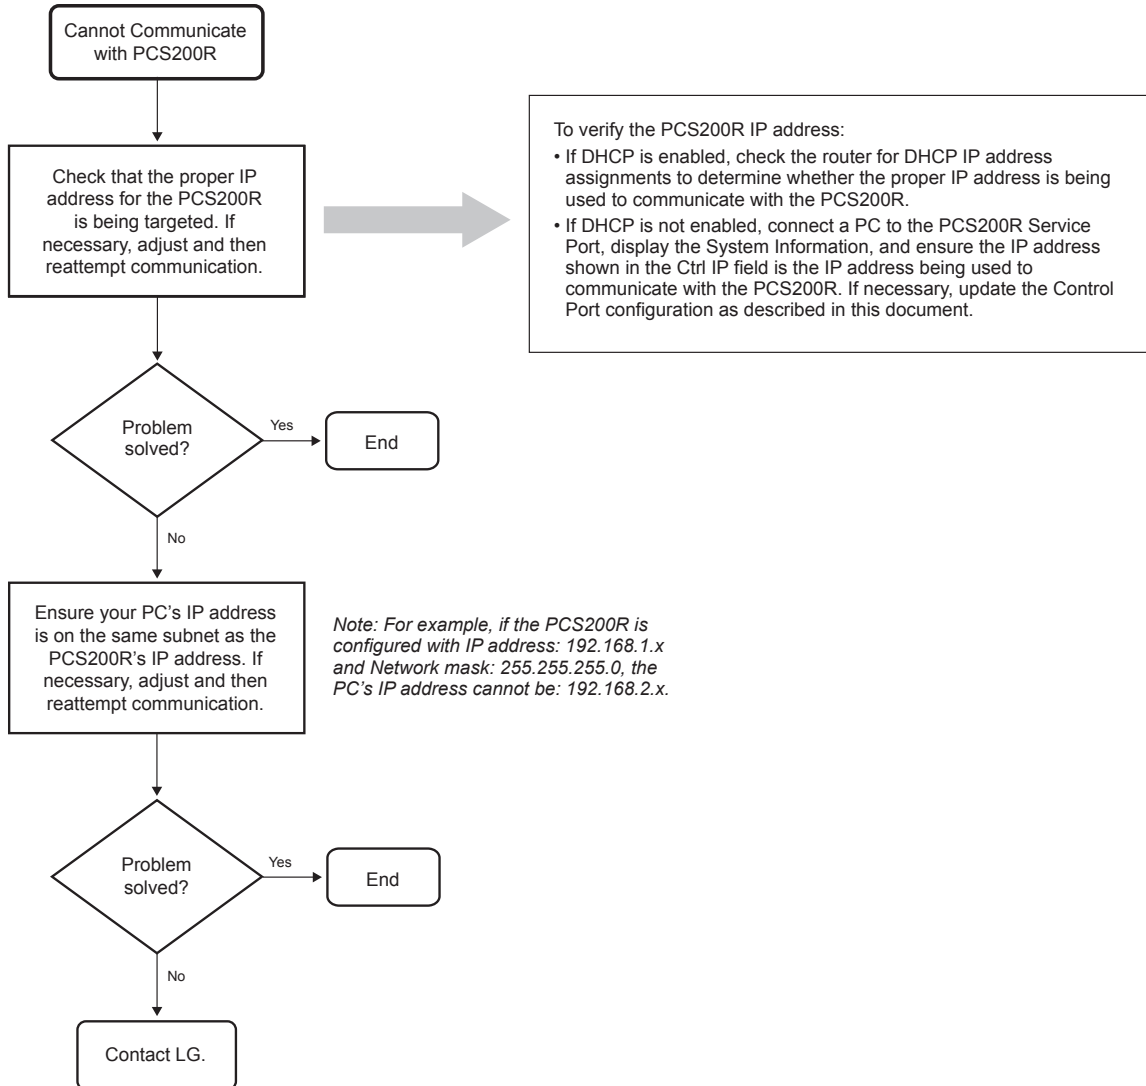 Cannot Communicate
with PCS200R
Check that the proper IP
address for the PCS200R
is being targeted. If
necessary, adjust and then
reattempt communication.
To verify the PCS200R IP address:
• If DHCP is enabled, check the router for DHCP IP address
assignments to determine whether the proper IP address is being
used to communicate with the PCS200R.
• If DHCP is not enabled, connect a PC to the PCS200R Service
Port, display the System Information, and ensure the IP address
shown in the Ctrl IP field is the IP address being used to
communicate with the PCS200R. If necessary, update the Control
Port configuration as described in this document.
Problem
solved?
Yes
End
No
Ensure your PC’s IP address
is on the same subnet as the
PCS200R’s IP address. If
necessary, adjust and then
reattempt communication.
Note: For example, if the PCS200R is
configured with IP address: 192.168.1.x
and Network mask: 255.255.255.0, the
PC’s IP address cannot be: 192.168.2.x.
Problem
solved?
Yes
End
No
Contact LG.